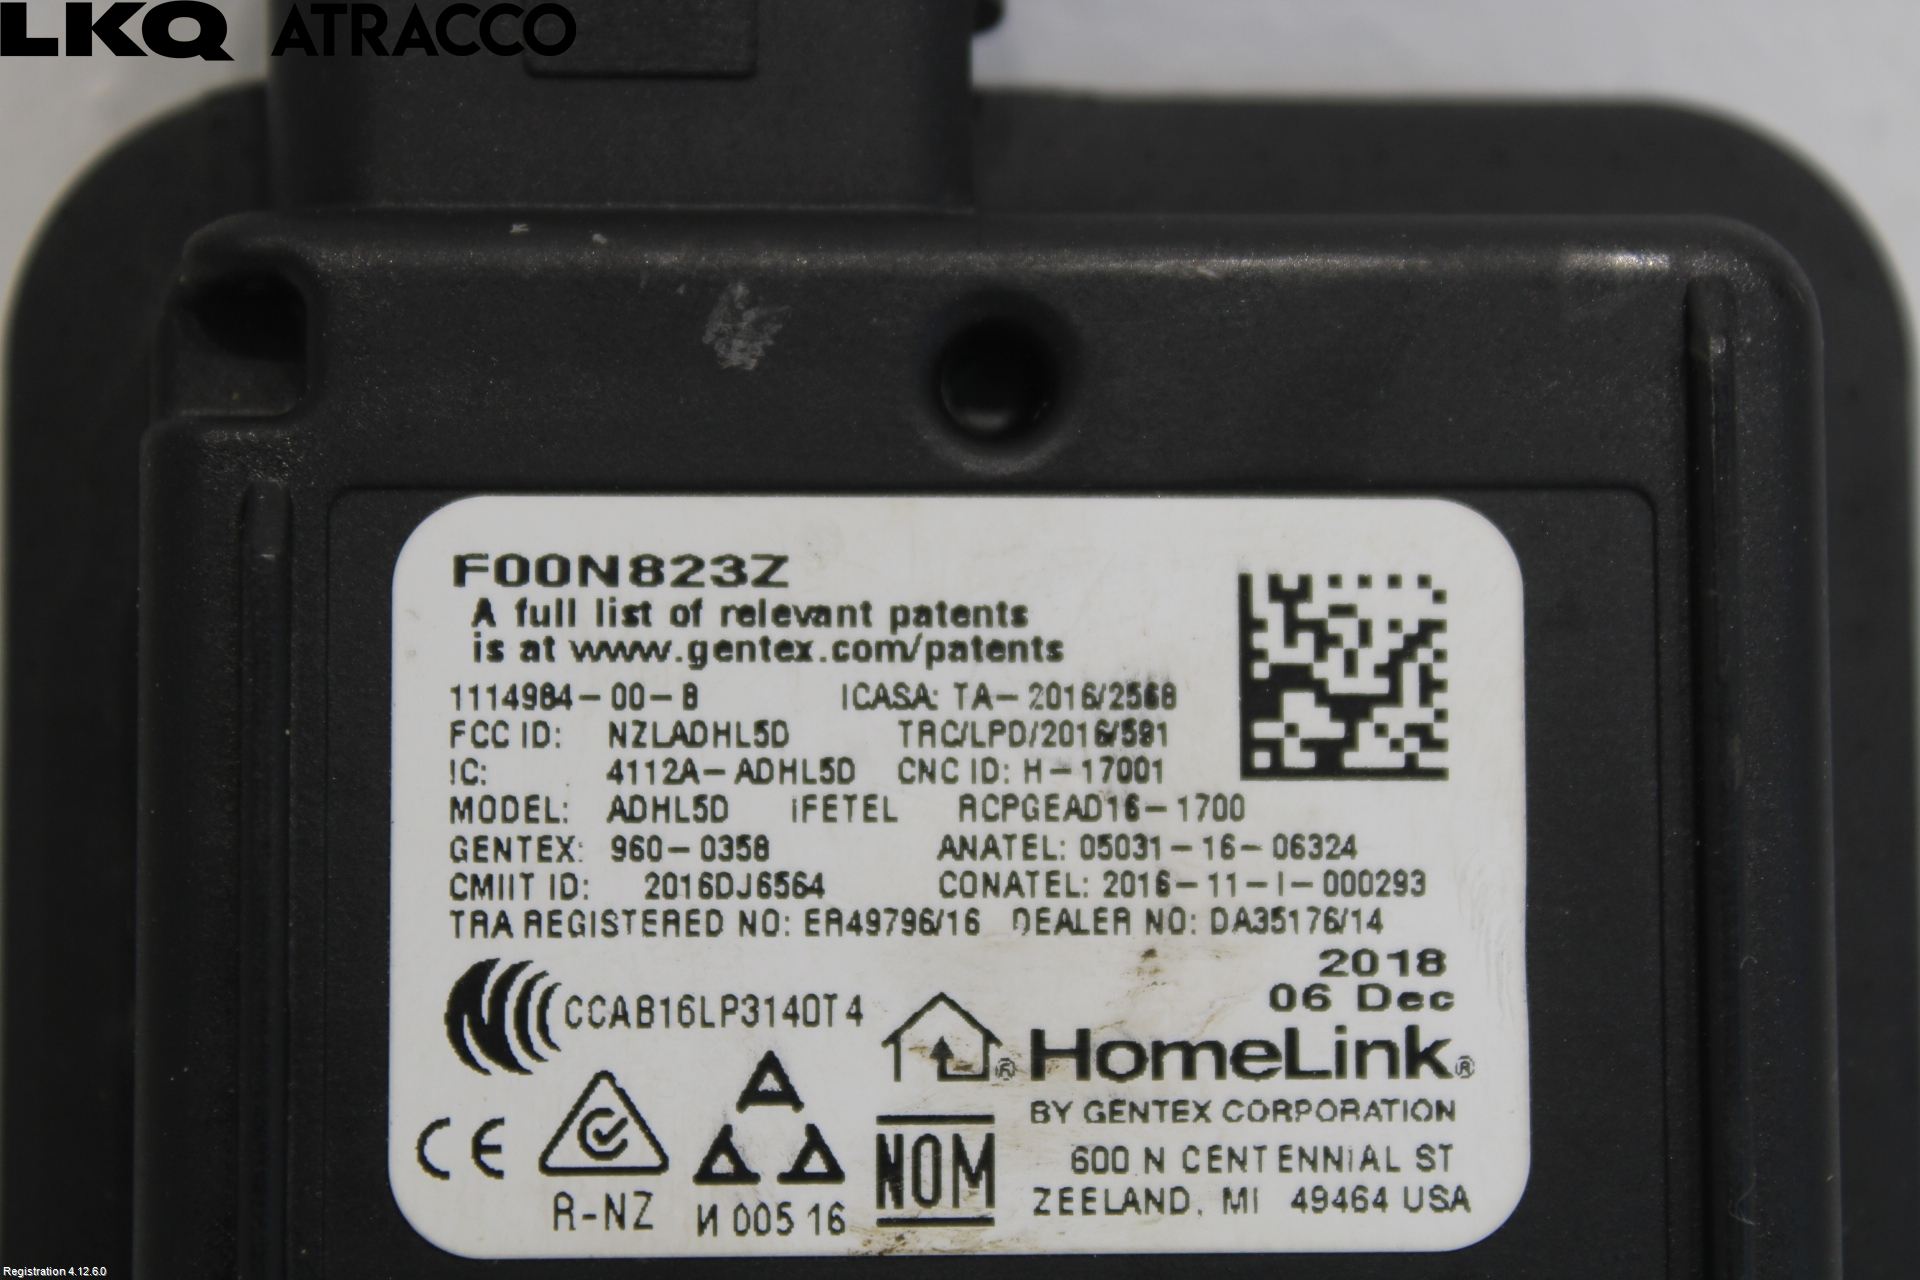 LKQ ATRACCO
F00N823Z
A full list of relevant patents
is at www.gentex.com/patents
1114984-00-B ICASA: TA-2016/2568
FCC ID: NZLADHL5D TRC/LPD/2016/591
IC: 4112A-ADHL5D CNC ID: H-17001
MODEL: ADHL5D IFETEL RCPGEAD16-1700
GENTEX: 960-0358 ANATEL: 05031-16-06324
CMIIT ID: 2016DJ6564 CONATEL: 2016-11-I-000293
TRA REGISTERED NO: ER49796/16 DEALER NO: DA35176/14
2018
06 Dec
CCAB16LP3140T4
HomeLink®
BY GENTEX CORPORATION
600 N CENTENNIAL ST
ZEELAND, MI 49464 USA
CE
R-NZ
И 005 16
NOM
Registration 4.12.6.0